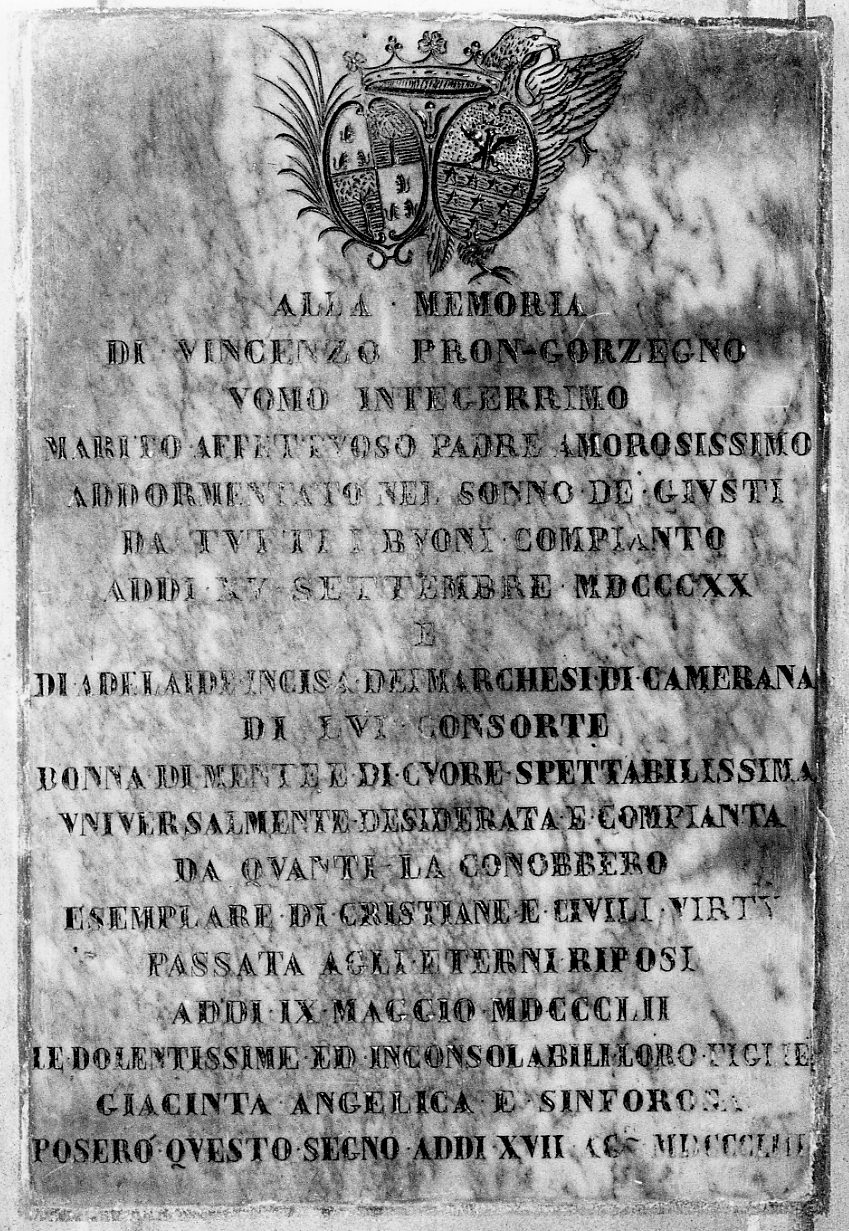 ALLA · MEMORIA
DI VINCENZO PRON-GORZEGNO
VOMO INTEGERRIMO
MARITO AFFETTVOSO PADRE AMOROSISSIMO
ADDORMENTATO NEL SONNO DE·GIVSTI
DA TVTTI I BVONI COMPIANTO
ADDI·XV SETTEMBRE·MDCCCXX
E
DI ADELAIDE·INCISA·DEI MARCHESI·DI·CAMERANA
DI LVI CONSORTE
DONNA·DI·MENTE E·DI·CVORE·SPETTABILISSIMA
VNIVERSALMENTE·DESIDERATA·E·COMPIANTA
DA QVANTI·LA CONOBBERO
ESEMPLARE·DI·CRISTIANE·E·CIVILI·VIRTV
PASSATA AGLI·ETERNI·RIPOSI
ADDI·IX·MAGGIO·MDCCCLII
LE·DOLENTISSIME·ED·INCONSOLABILI·LORO·FIGLIE
GIACINTA ANGELICA·E·SINFOROSA
POSERO·QVESTO·SEGNO·ADDI·XVII